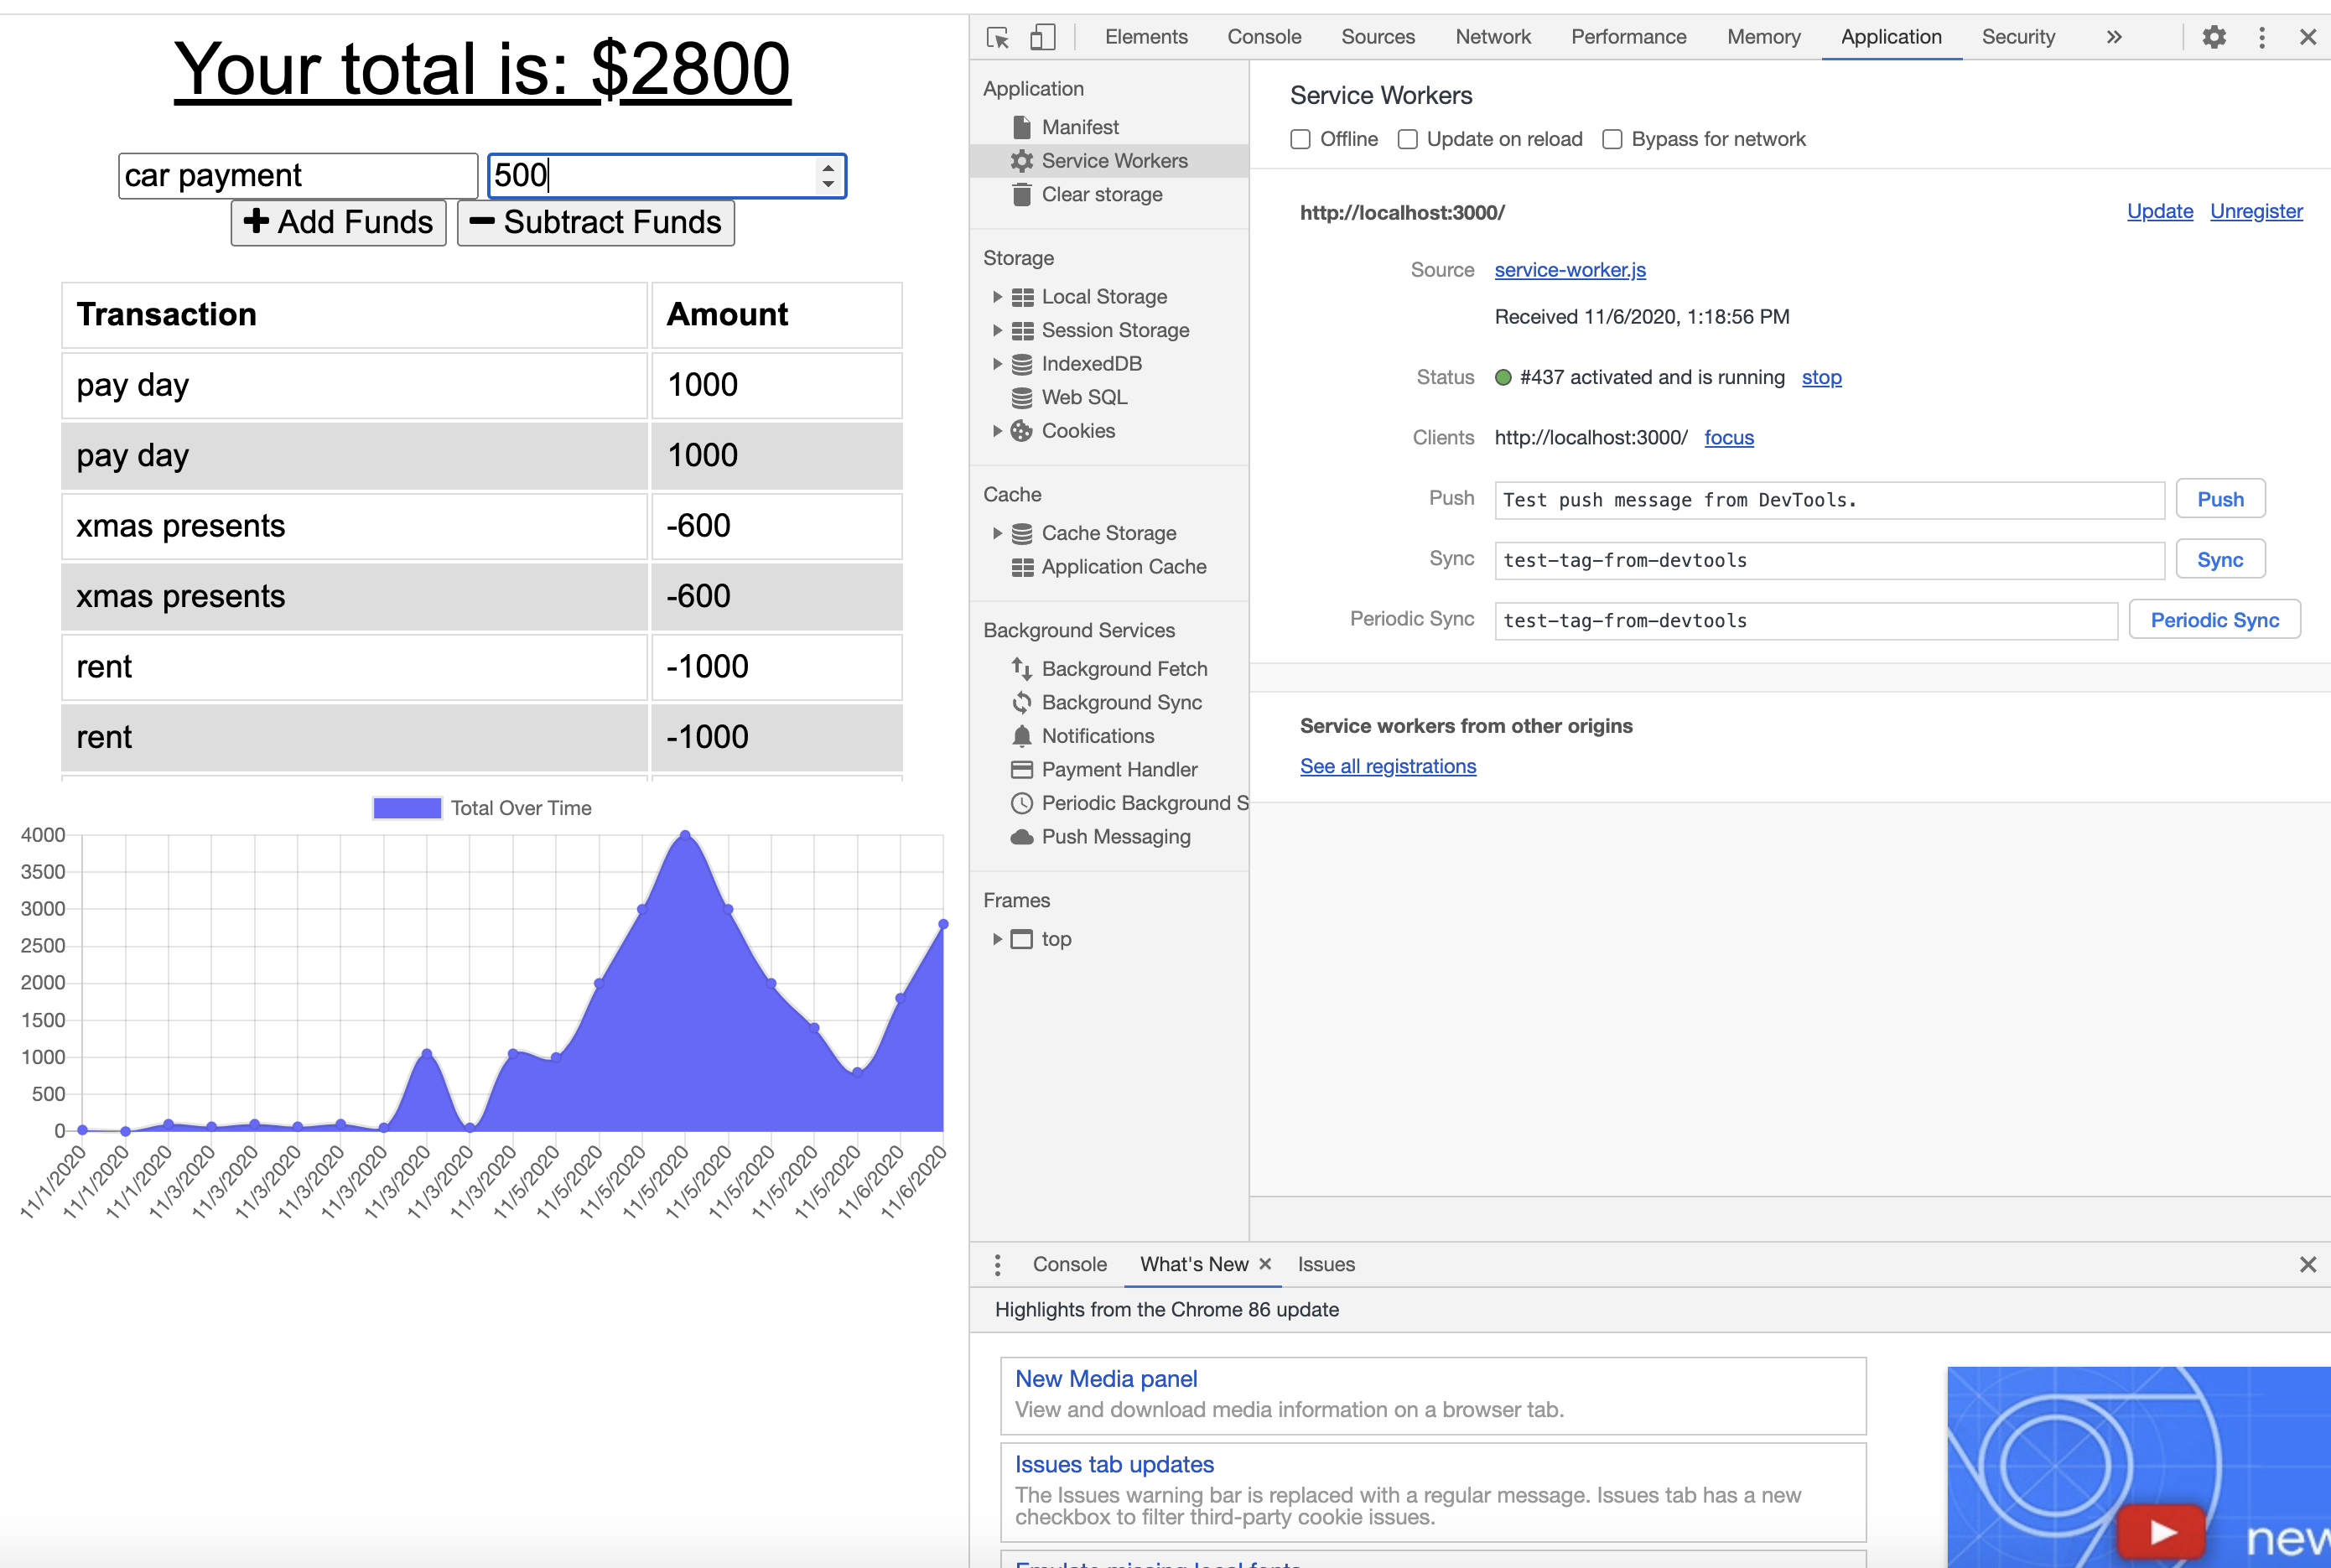 Your total is: $2800
car payment
500
Add Funds
Subtract Funds
Transaction Amount
pay day 1000
pay day 1000
xmas presents -600
xmas presents -600
rent -1000
rent -1000
Total Over Time
4000
3500
3000
2500
2000
1500
1000
500
0
11/1/2020
11/1/2020
11/1/2020
11/3/2020
11/3/2020
11/3/2020
11/3/2020
11/3/2020
11/3/2020
11/3/2020
11/3/2020
11/5/2020
11/5/2020
11/5/2020
11/5/2020
11/5/2020
11/5/2020
11/5/2020
11/5/2020
11/6/2020
11/6/2020
Elements Console Sources Network Performance Memory Application Security
Application
Manifest
Service Workers
Clear storage
Storage
Local Storage
Session Storage
IndexedDB
Web SQL
Cookies
Cache
Cache Storage
Application Cache
Background Services
Background Fetch
Background Sync
Notifications
Payment Handler
Periodic Background S
Push Messaging
Frames
top
Service Workers
Offline Update on reload Bypass for network
http://localhost:3000/ Update Unregister
Source service-worker.js
Received 11/6/2020, 1:18:56 PM
Status #437 activated and is running stop
Clients http://localhost:3000/ focus
Push Test push message from DevTools. Push
Sync test-tag-from-devtools Sync
Periodic Sync test-tag-from-devtools Periodic Sync
Service workers from other origins
See all registrations
Console What's New Issues
Highlights from the Chrome 86 update
New Media panel
View and download media information on a browser tab.
Issues tab updates
The Issues warning bar is replaced with a regular message. Issues tab has a new
checkbox to filter third-party cookie issues.
Emulate missing local fonts
new